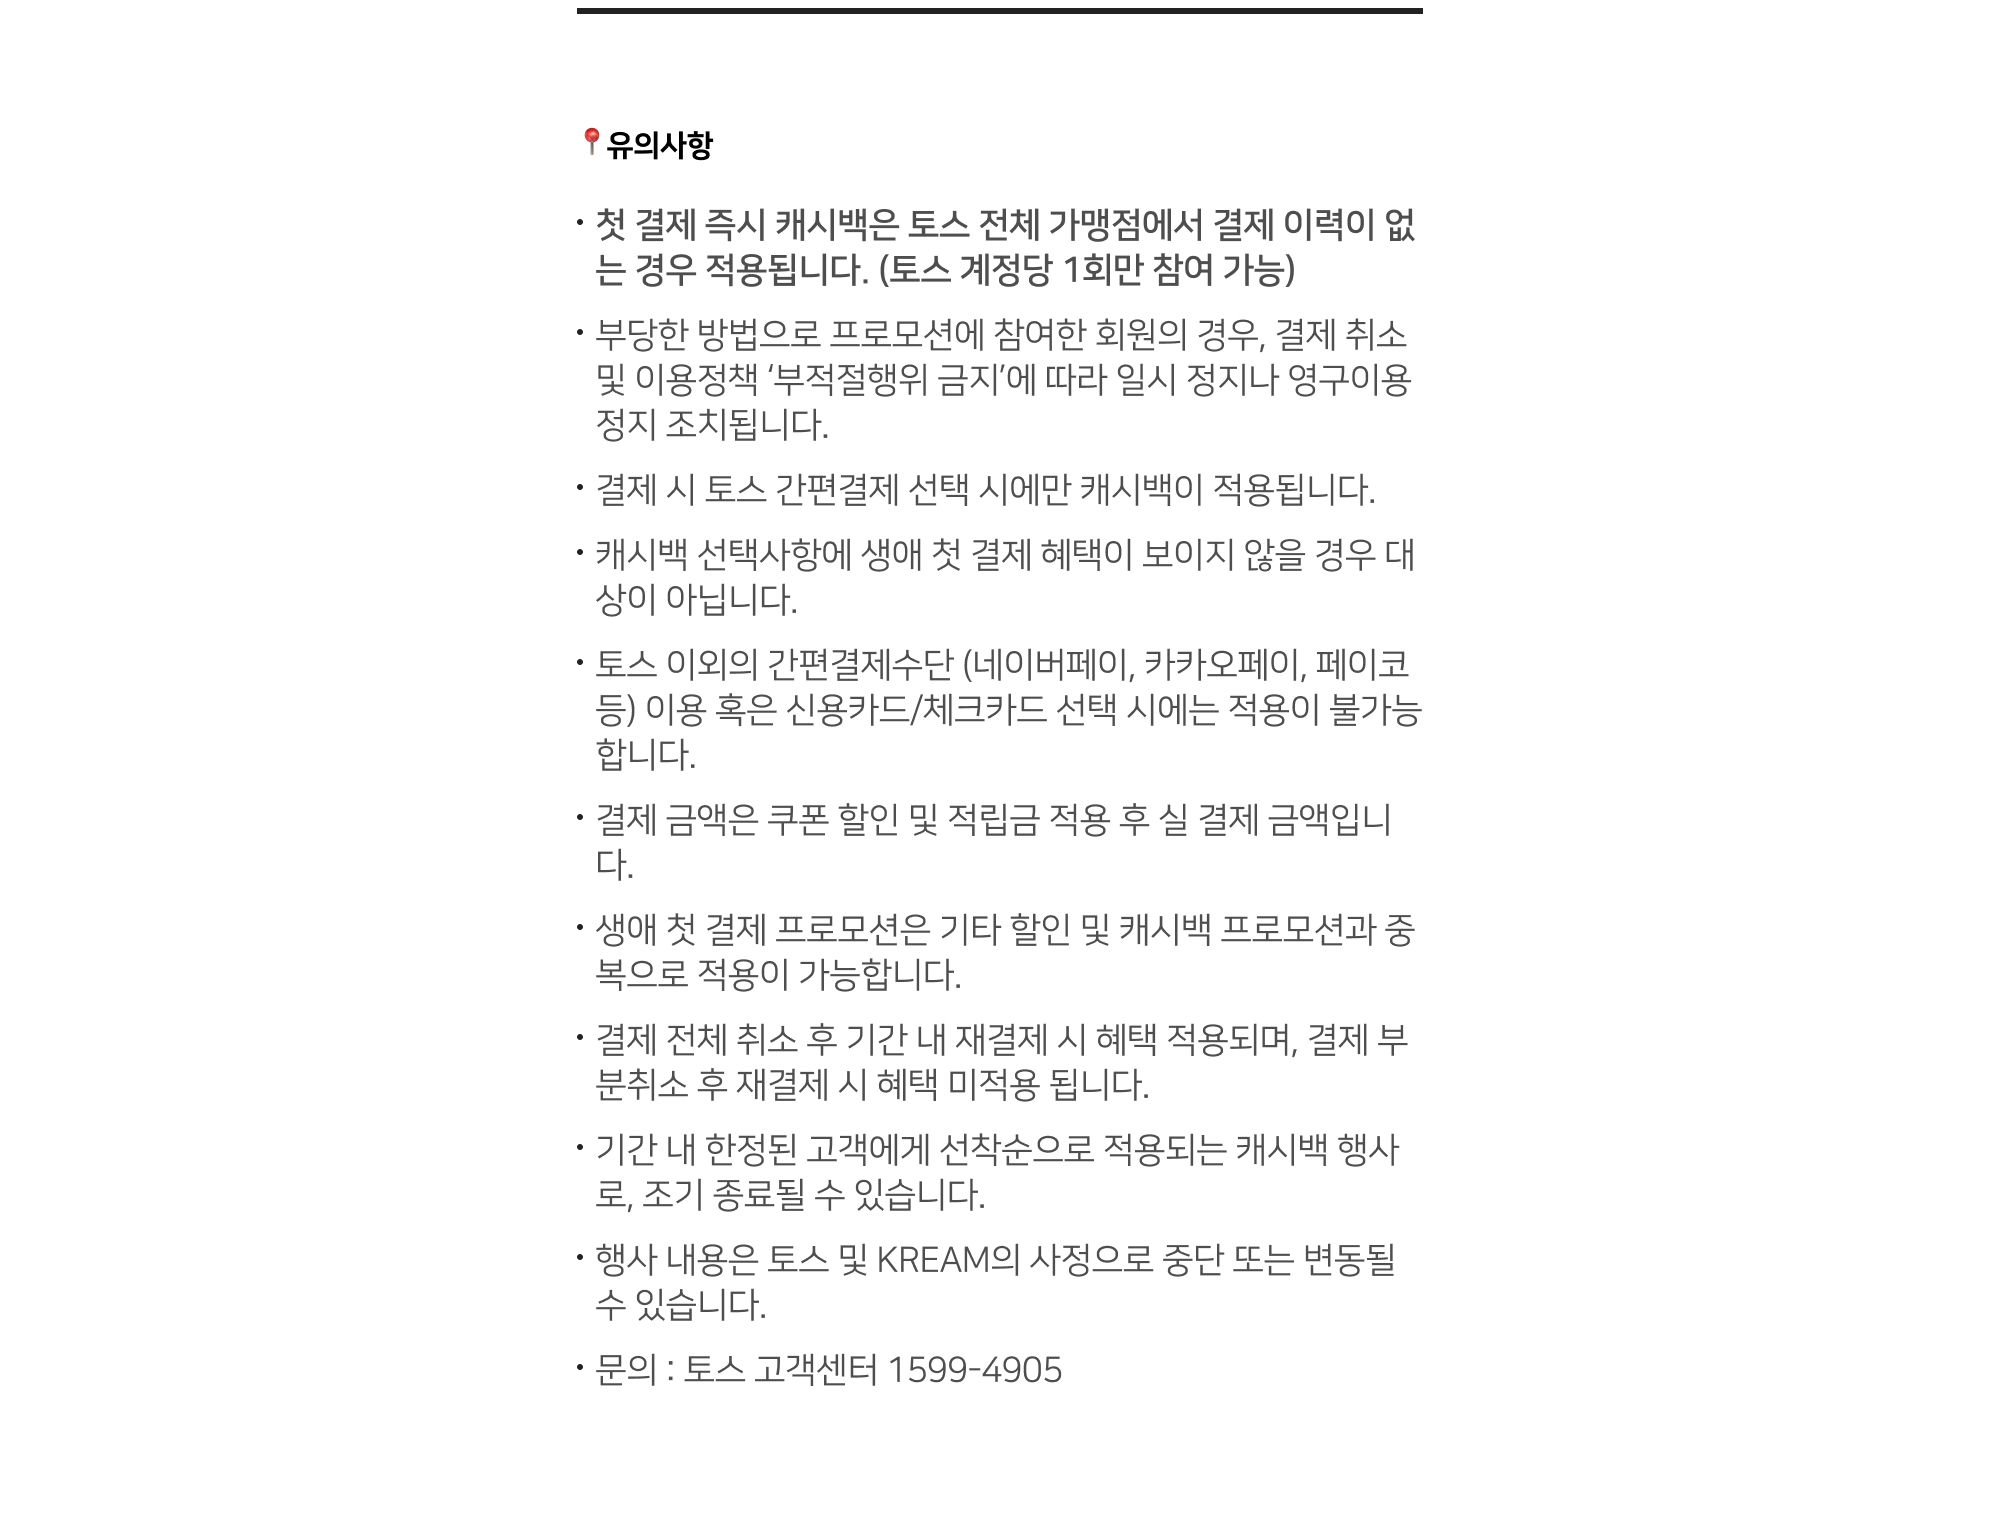 📍유의사항
• 첫 결제 즉시 캐시백은 토스 전체 가맹점에서 결제 이력이 없
는 경우 적용됩니다. (토스 계정당 1회만 참여 가능)
• 부당한 방법으로 프로모션에 참여한 회원의 경우, 결제 취소
및 이용정책 ‘부적절행위 금지’에 따라 일시 정지나 영구이용
정지 조치됩니다.
• 결제 시 토스 간편결제 선택 시에만 캐시백이 적용됩니다.
• 캐시백 선택사항에 생애 첫 결제 혜택이 보이지 않을 경우 대
상이 아닙니다.
• 토스 이외의 간편결제수단 (네이버페이, 카카오페이, 페이코
등) 이용 혹은 신용카드/체크카드 선택 시에는 적용이 불가능
합니다.
• 결제 금액은 쿠폰 할인 및 적립금 적용 후 실 결제 금액입니
다.
• 생애 첫 결제 프로모션은 기타 할인 및 캐시백 프로모션과 중
복으로 적용이 가능합니다.
• 결제 전체 취소 후 기간 내 재결제 시 혜택 적용되며, 결제 부
분취소 후 재결제 시 혜택 미적용 됩니다.
• 기간 내 한정된 고객에게 선착순으로 적용되는 캐시백 행사
로, 조기 종료될 수 있습니다.
• 행사 내용은 토스 및 KREAM의 사정으로 중단 또는 변동될
수 있습니다.
• 문의 : 토스 고객센터 1599-4905